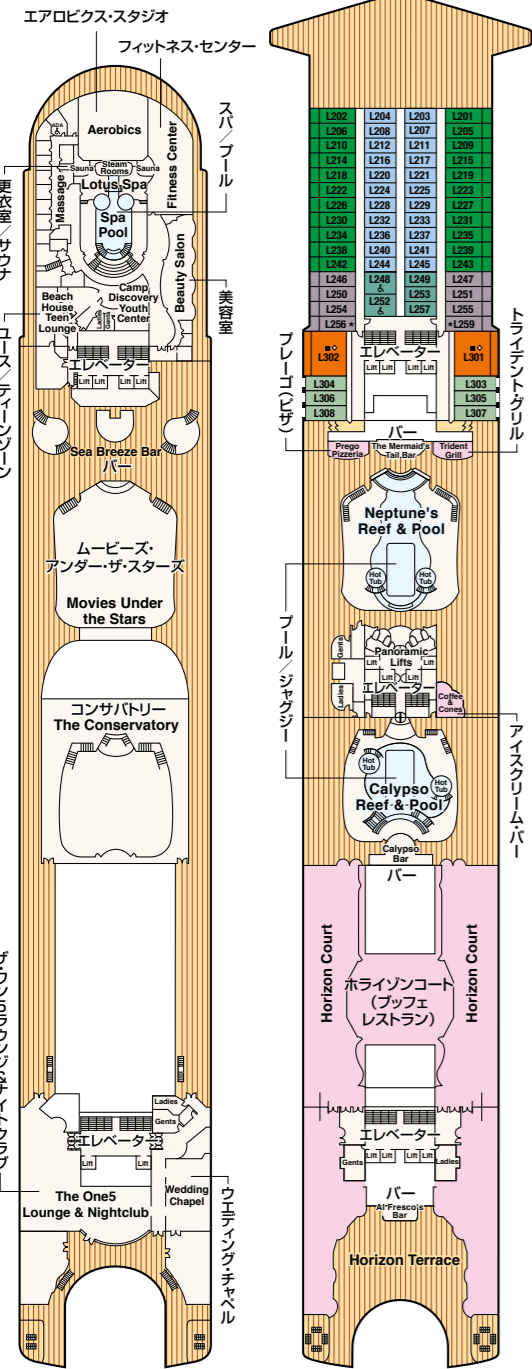 エアロビクス・スタジオ
フィットネス・センター
スパ/プール
更衣室/サウナ
美容室
ユース/ティーンゾーン
ザ・ワン5ラウンジ&ナイトクラブ
ウエディング・チャペル
ADA
Aerobics
Fitness Center
Sauna
Steam
Rooms
Sauna
Massage
Lotus Spa
Spa
Pool
Beauty Salon
Beach
House
Teen
Lounge
Camp
Discovery
Youth
Center
Ladies
Gents
エレベーター
Lift
Lift
Lift
Lift
Sea Breeze Bar
バー
ムービーズ・
アンダー・ザ・スターズ
Movies Under
the Stars
コンサバトリー
The Conservatory
Ladies
Gents
エレベーター
Lift
Lift
The One5
Lounge & Nightclub
Wedding
Chapel
L202 L204 L203 L201
L206 L208 L207 L205
L210 L212 L211 L209
L214 L216 L217 L215
L218 L220 L221 L219
L222 L224 L225 L223
L226 L228 L229 L227
L230 L232 L233 L231
L234 L236 L237 L235
L238 L240 L241 L239
L242 L244 L245 L243
L246 L248 L249 L247
L250 L252 L253 L251
L254 L257 L255
L256★ ★L259
エレベーター
L302 L301
Lift Lift Lift Lift
L304 L303
L306 L305
L308 L307
プレーゴ(ピザ)
トライデント・グリル
バー
Prego
Pizzeria
The Mermaid's
Tail Bar
Trident
Grill
Neptune's
Reef & Pool
Hot
Tub
Hot
Tub
プール/ジャグジー
Gents
Panoramic
Lifts
Lift
Lift
Lift
Lift
Ladies
エレベーター
Coffee
&
Cones
アイスクリーム・バー
Hot
Tub
Hot
Tub
Calypso
Reef & Pool
Calypso
Bar
バー
Horizon Court
ホライゾンコート
(ブッフェ
レストラン)
Horizon Court
エレベーター
Gents
Lift
Lift
Lift
Lift
Ladies
バー
Al Fresco's
Bar
Horizon Terrace